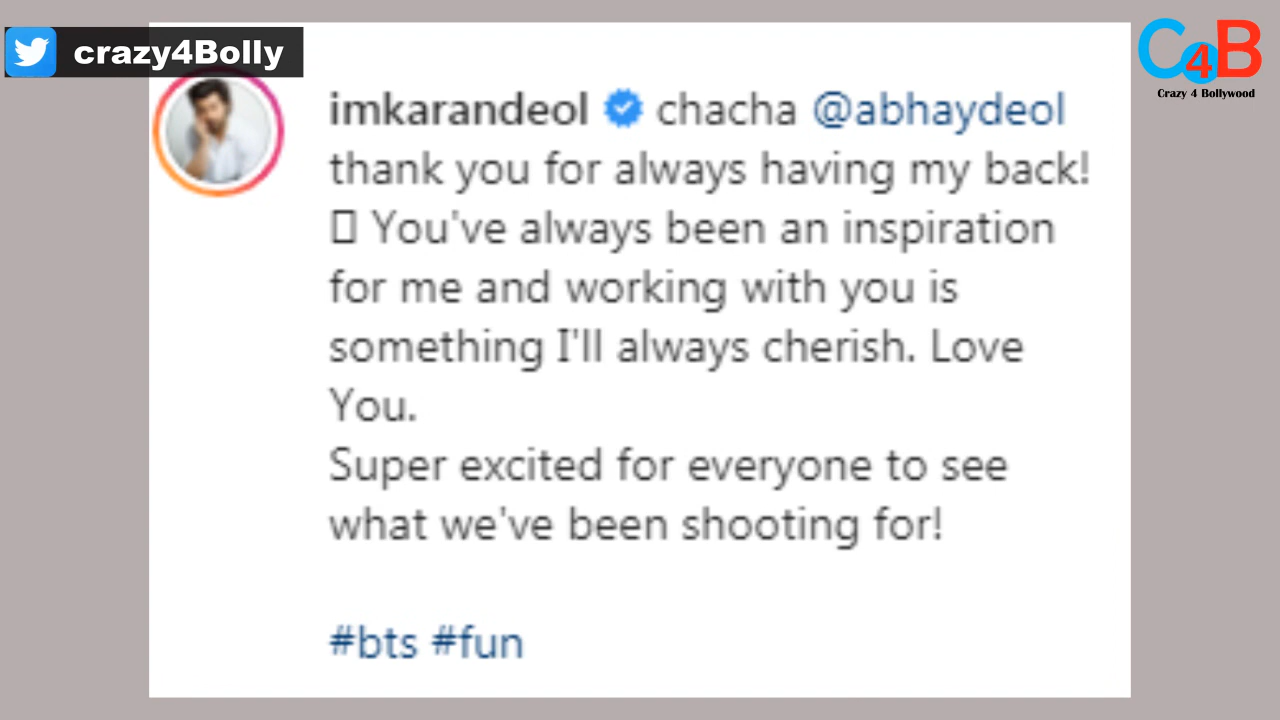 crazy4Bolly
C4B
Crazy 4 Bollywood
imkarandeol chacha @abhaydeol
thank you for always having my back!
You've always been an inspiration
for me and working with you is
something I'll always cherish. Love
You.
Super excited for everyone to see
what we've been shooting for!
#bts #fun